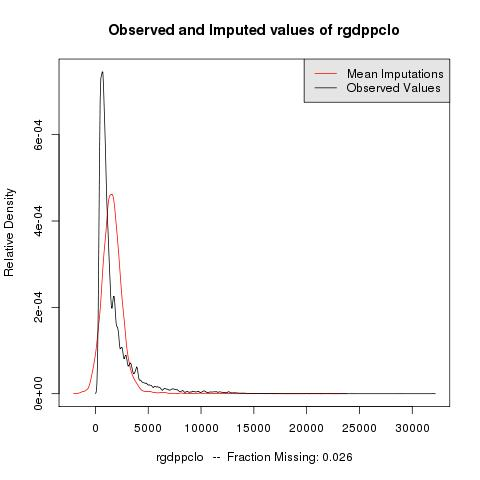 Observed and Imputed values of rgdppclo
Mean Imputations
Observed Values
Relative Density
6e-04
4e-04
2e-04
0e+00
0 5000 10000 15000 20000 25000 30000
rgdppclo -- Fraction Missing: 0.026